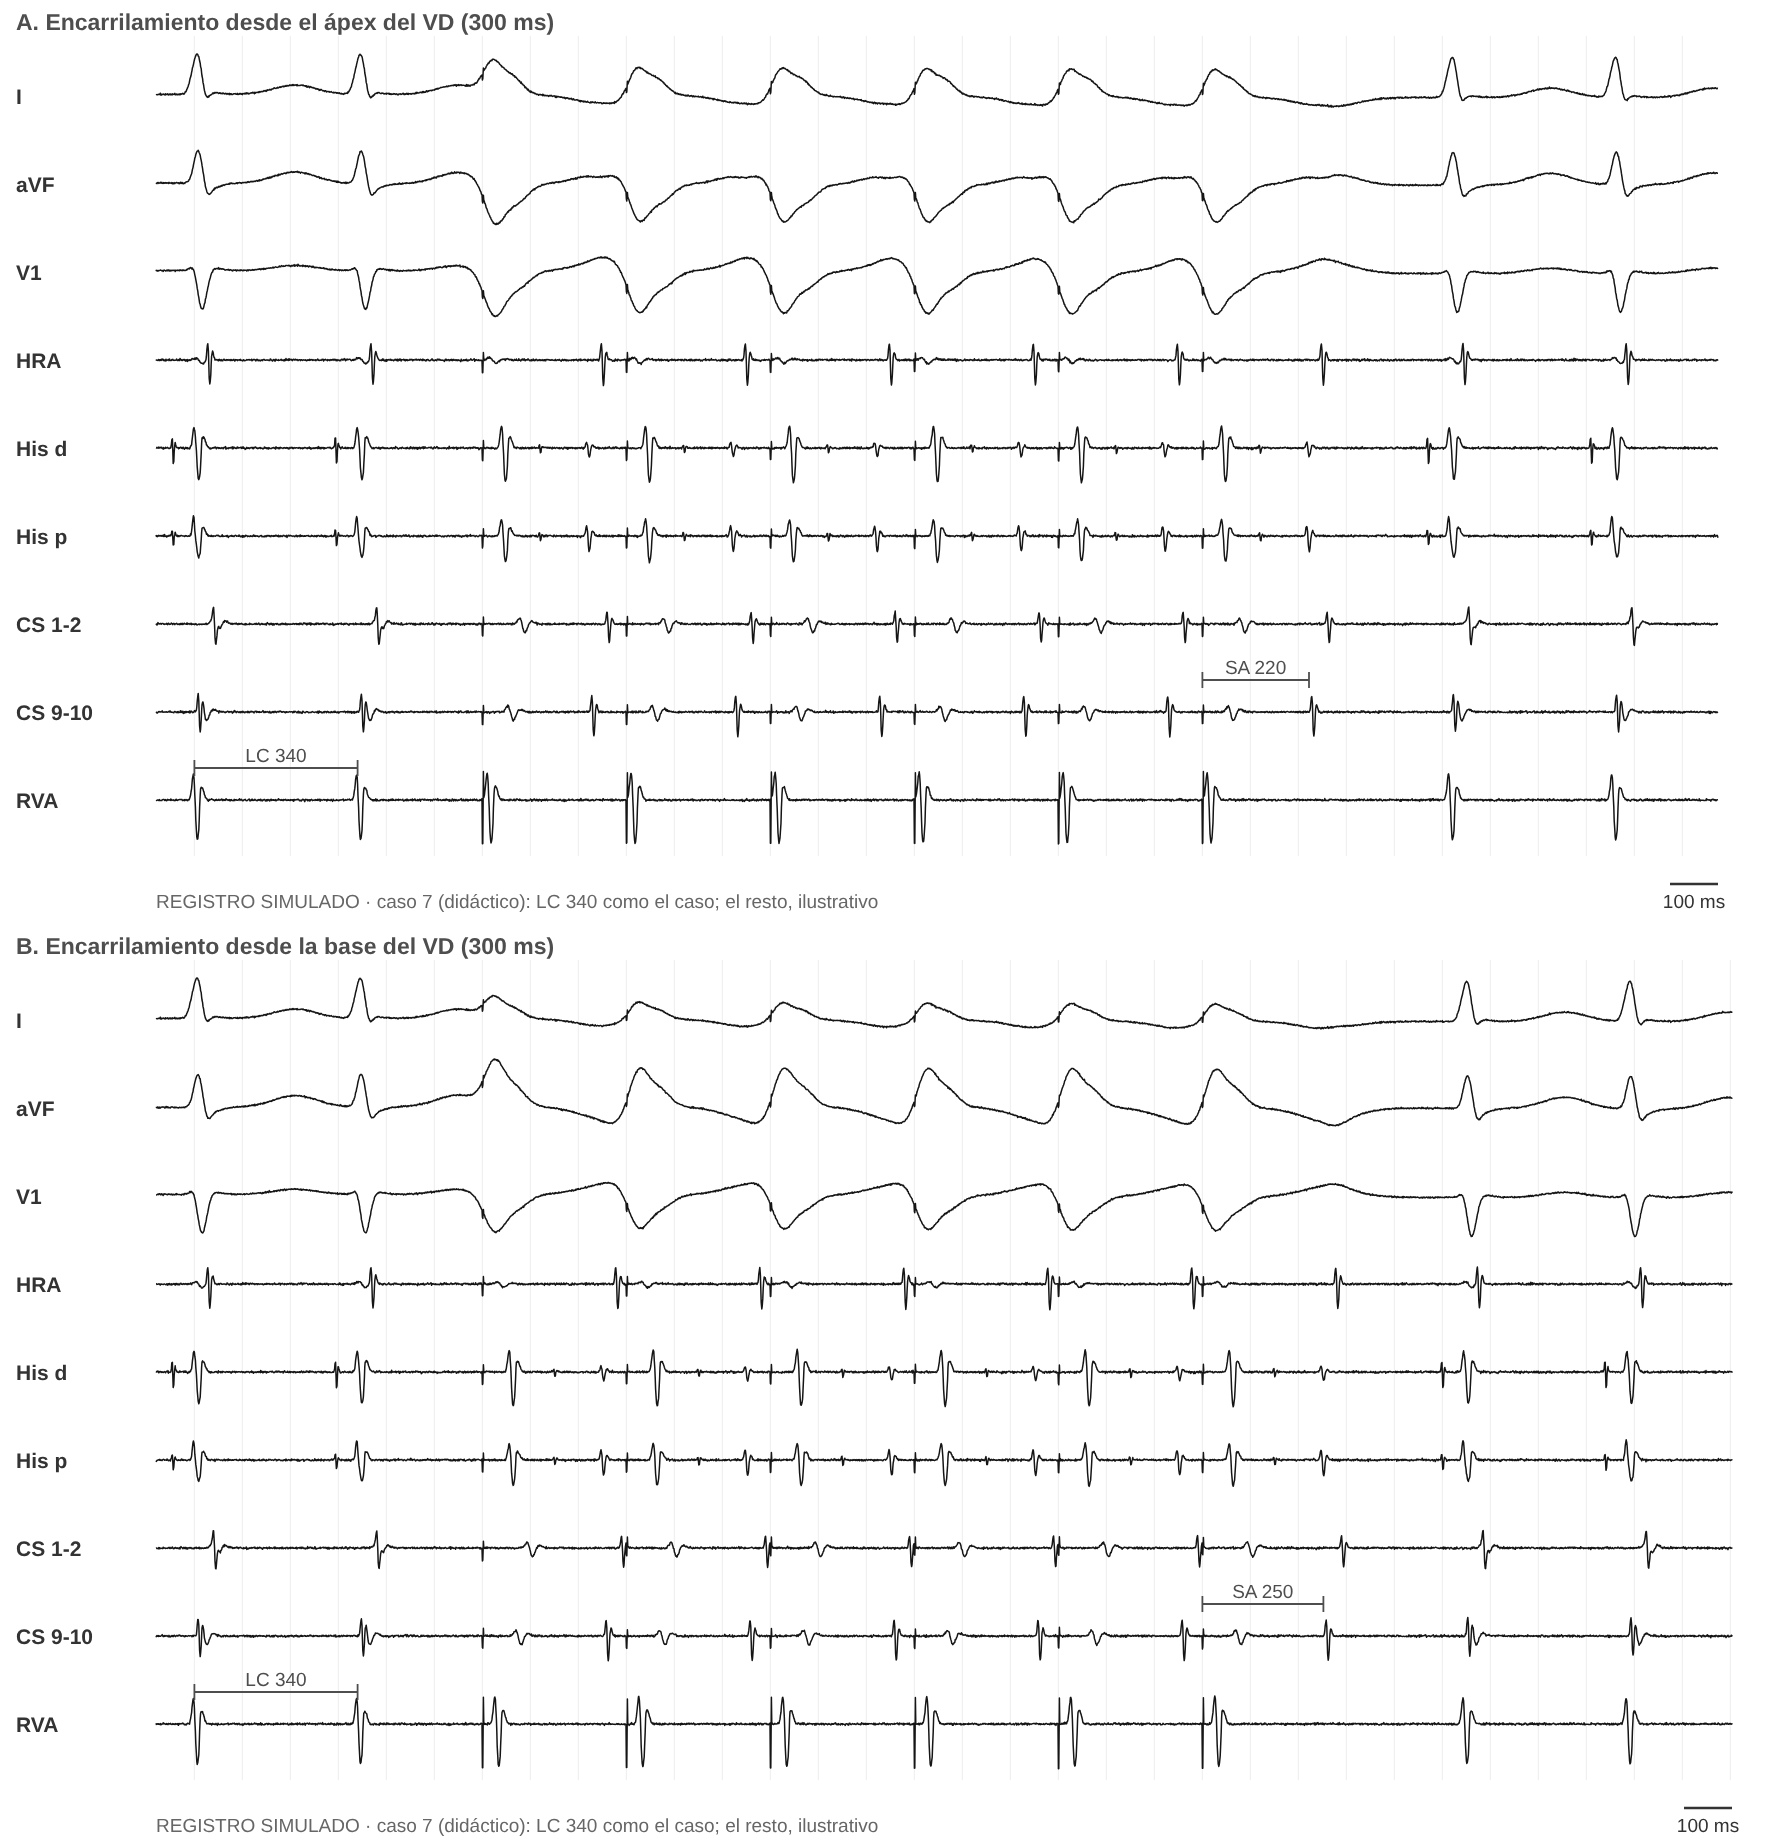 A. Encarrilamiento desde el ápex del VD (300 ms)
I
aVF
V1
HRA
His d
His p
CS 1-2
SA 220
CS 9-10
LC 340
RVA
100 ms
REGISTRO SIMULADO · caso 7 (didáctico): LC 340 como el caso; el resto, ilustrativo
B. Encarrilamiento desde la base del VD (300 ms)
I
aVF
V1
HRA
His d
His p
CS 1-2
SA 250
CS 9-10
LC 340
RVA
100 ms
REGISTRO SIMULADO · caso 7 (didáctico): LC 340 como el caso; el resto, ilustrativo